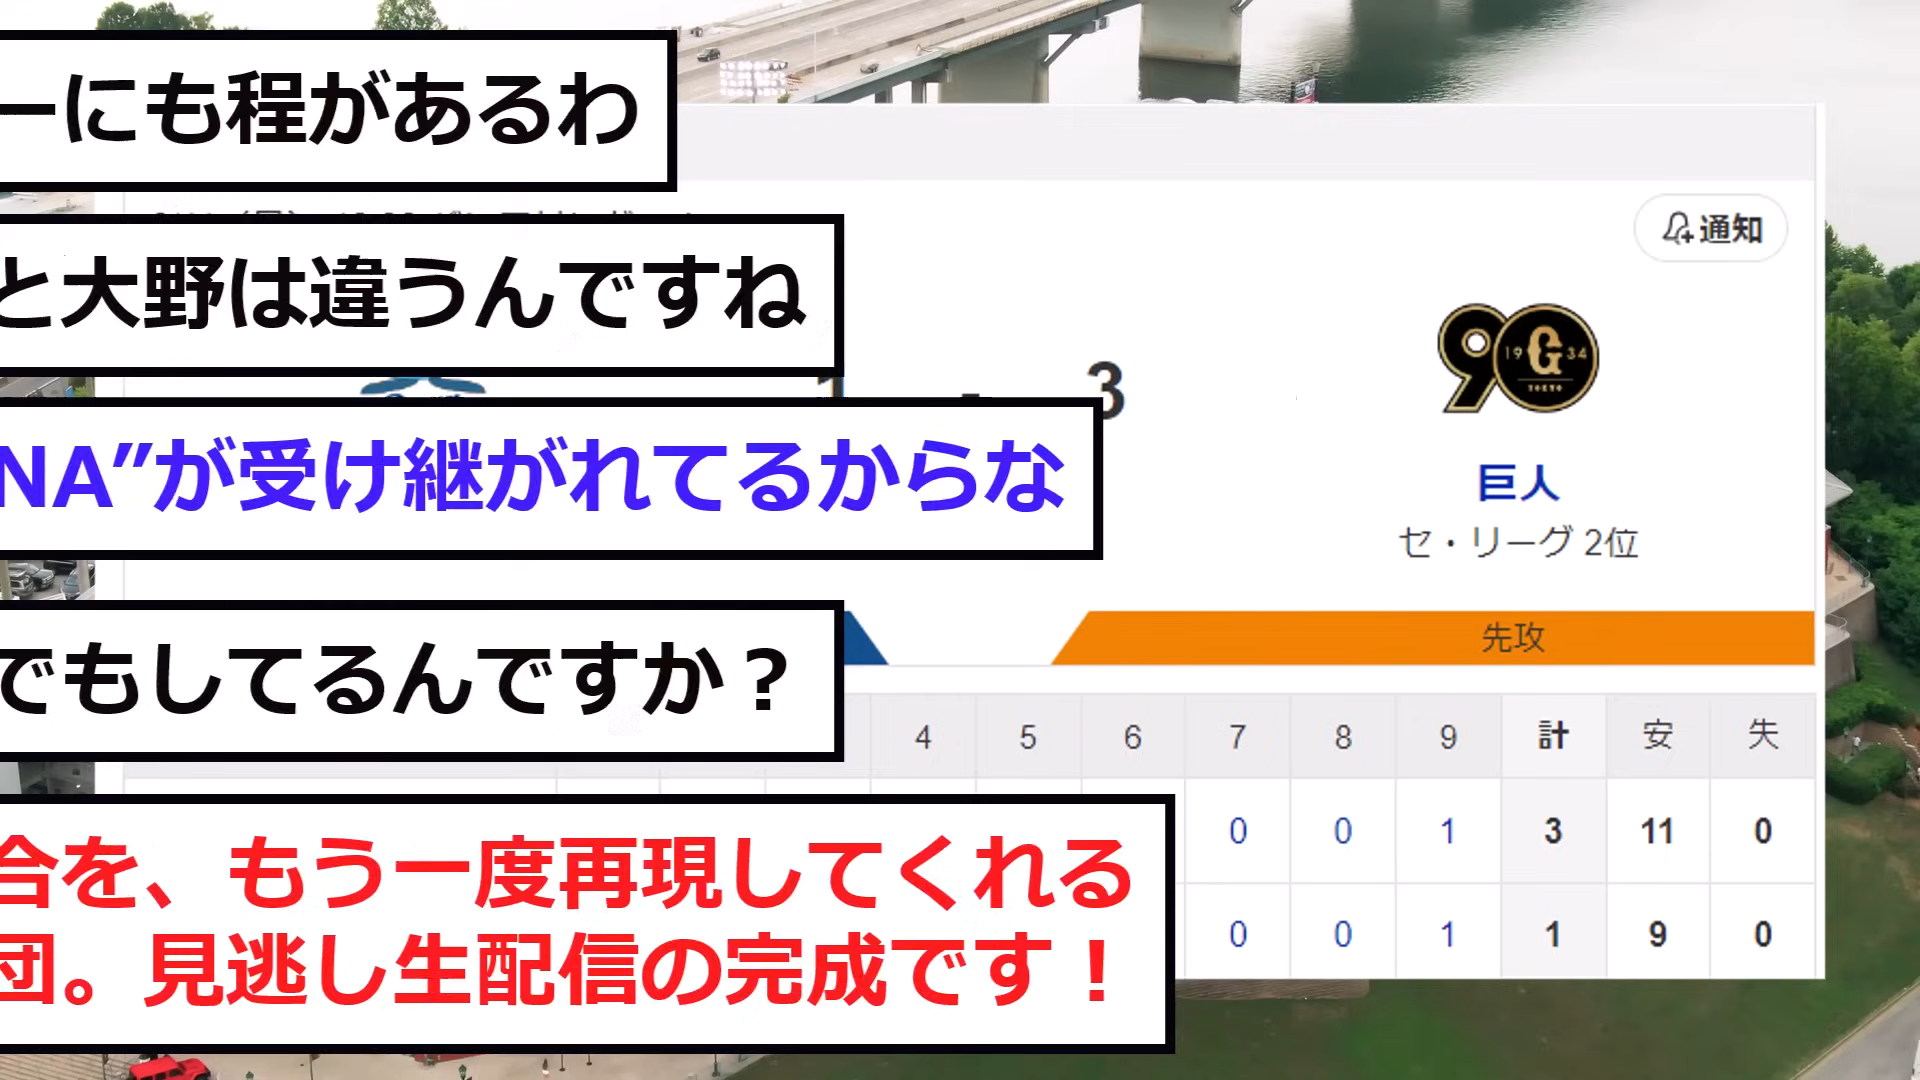 ーにも程があるわ
通知
と大野は違うんですね
19 G 34
TOKYO
1 - 3
NA”が受け継がれてるからな
巨人
セ・リーグ 2位
先攻
でもしてるんですか？
4 5 6 7 8 9 計 安 失
0 0 1 3 11 0
合を、もう一度再現してくれる
0 0 1 1 9 0
団。見逃し生配信の完成です！